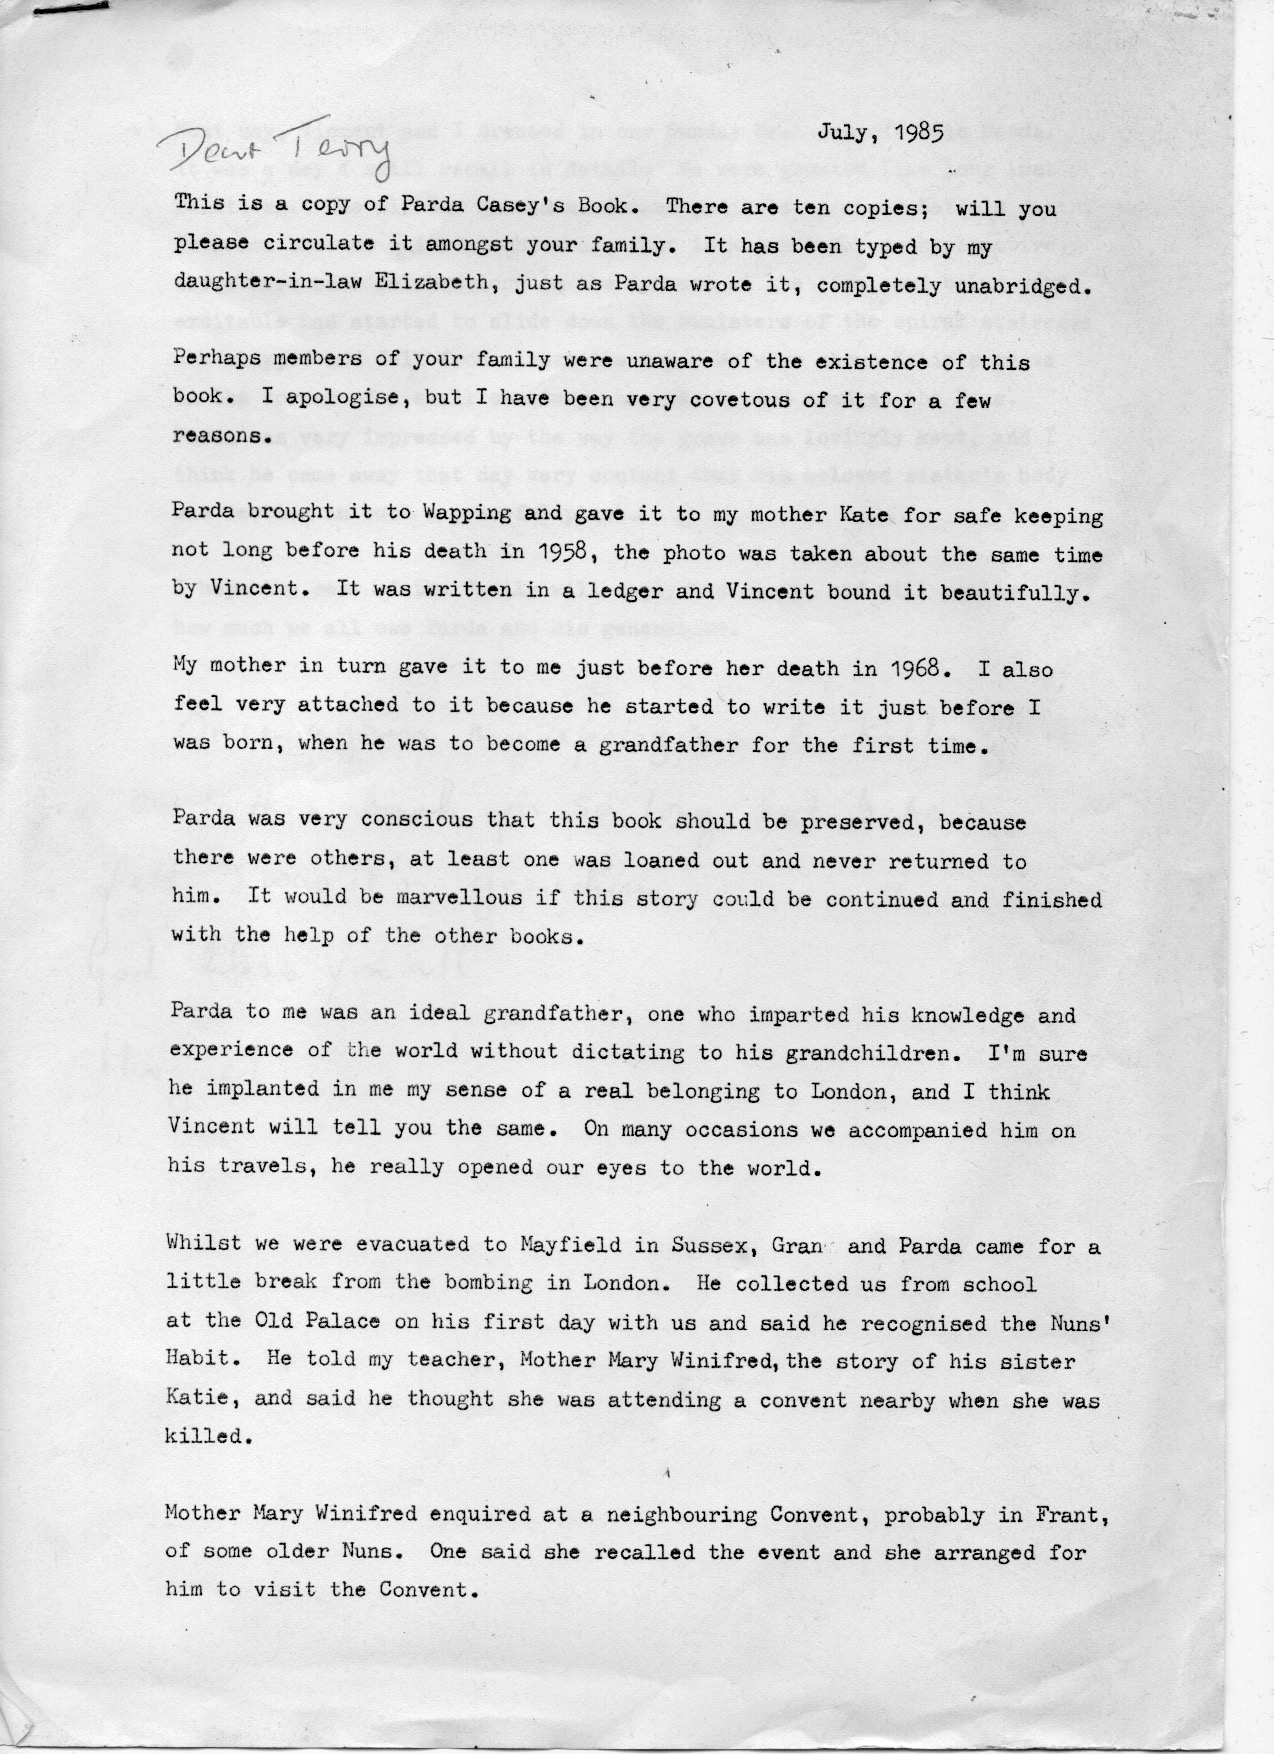 July, 1985
Dear Terry
This is a copy of Parda Casey's Book.  There are ten copies;  will you
please circulate it amongst your family.  It has been typed by my
daughter-in-law Elizabeth, just as Parda wrote it, completely unabridged.
Perhaps members of your family were unaware of the existence of this
book.  I apologise, but I have been very covetous of it for a few
reasons.
Parda brought it to Wapping and gave it to my mother Kate for safe keeping
not long before his death in 1958, the photo was taken about the same time
by Vincent.  It was written in a ledger and Vincent bound it beautifully.
My mother in turn gave it to me just before her death in 1968.  I also
feel very attached to it because he started to write it just before I
was born, when he was to become a grandfather for the first time.
Parda was very conscious that this book should be preserved, because
there were others, at least one was loaned out and never returned to
him.  It would be marvellous if this story could be continued and finished
with the help of the other books.
Parda to me was an ideal grandfather, one who imparted his knowledge and
experience of the world without dictating to his grandchildren.  I'm sure
he implanted in me my sense of a real belonging to London, and I think
Vincent will tell you the same.  On many occasions we accompanied him on
his travels, he really opened our eyes to the world.
Whilst we were evacuated to Mayfield in Sussex, Gran and Parda came for a
little break from the bombing in London.  He collected us from school
at the Old Palace on his first day with us and said he recognised the Nuns'
Habit.  He told my teacher, Mother Mary Winifred, the story of his sister
Katie, and said he thought she was attending a convent nearby when she was
killed.
Mother Mary Winifred enquired at a neighbouring Convent, probably in Frant,
of some older Nuns.  One said she recalled the event and she arranged for
him to visit the Convent.